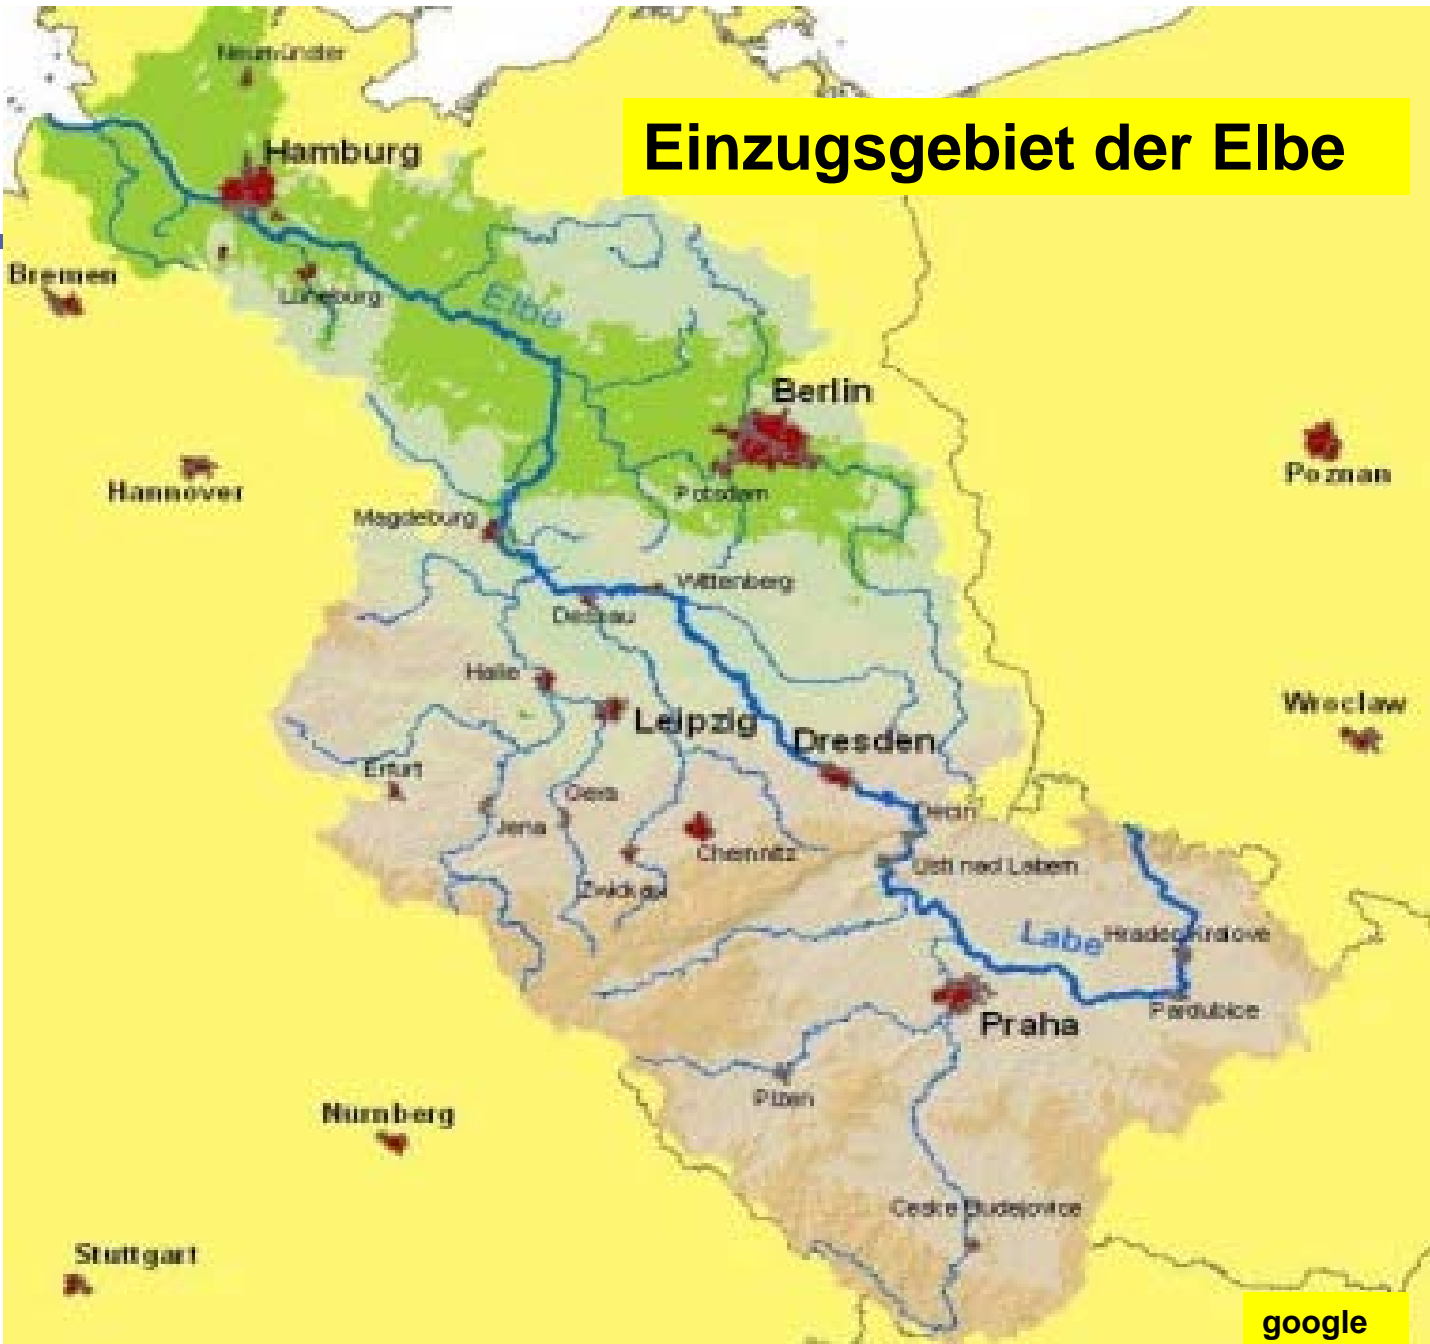 Neumünster
Einzugsgebiet der Elbe
Hamburg
Bremen
Lüneburg
Elbe
Berlin
Poznan
Hannover
Potsdam
Magdeburg
Wittenberg
Dessau
Halle
Leipzig
Wroclaw
Dresden
Erfurt
Gera
Decin
Jena
Chemnitz
Usti nad Labem
Zwickau
Labe
Hradec Kralove
Pardubice
Praha
Plzen
Nürnberg
Ceske Budejovice
Stuttgart
google